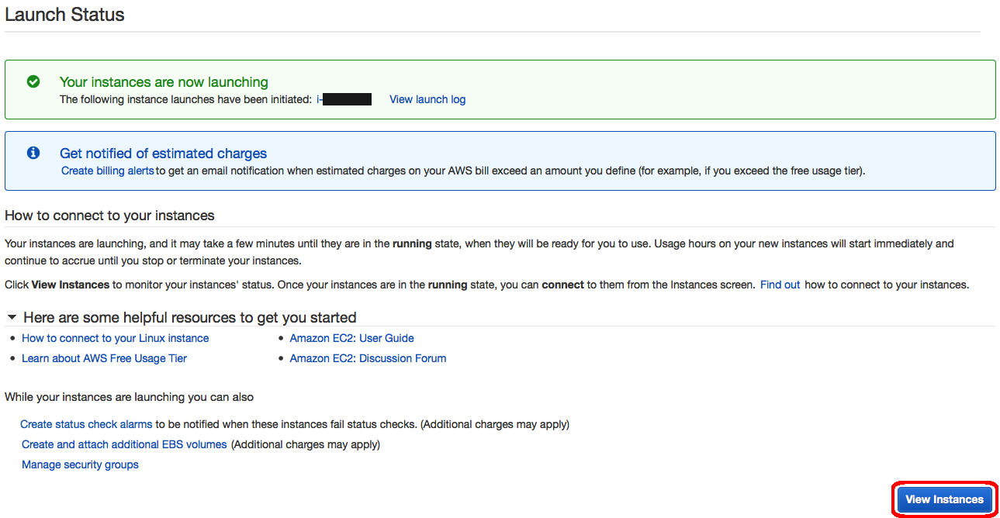 Launch Status
Your instances are now launching
The following instance launches have been initiated: i- View launch log
Get notified of estimated charges
Create billing alerts to get an email notification when estimated charges on your AWS bill exceed an amount you define (for example, if you exceed the free usage tier).
How to connect to your instances
Your instances are launching, and it may take a few minutes until they are in the running state, when they will be ready for you to use. Usage hours on your new instances will start immediately and
continue to accrue until you stop or terminate your instances.
Click View Instances to monitor your instances' status. Once your instances are in the running state, you can connect to them from the Instances screen. Find out how to connect to your instances.
Here are some helpful resources to get you started
• How to connect to your Linux instance • Amazon EC2: User Guide
• Learn about AWS Free Usage Tier • Amazon EC2: Discussion Forum
While your instances are launching you can also
Create status check alarms to be notified when these instances fail status checks. (Additional charges may apply)
Create and attach additional EBS volumes (Additional charges may apply)
Manage security groups
View Instances